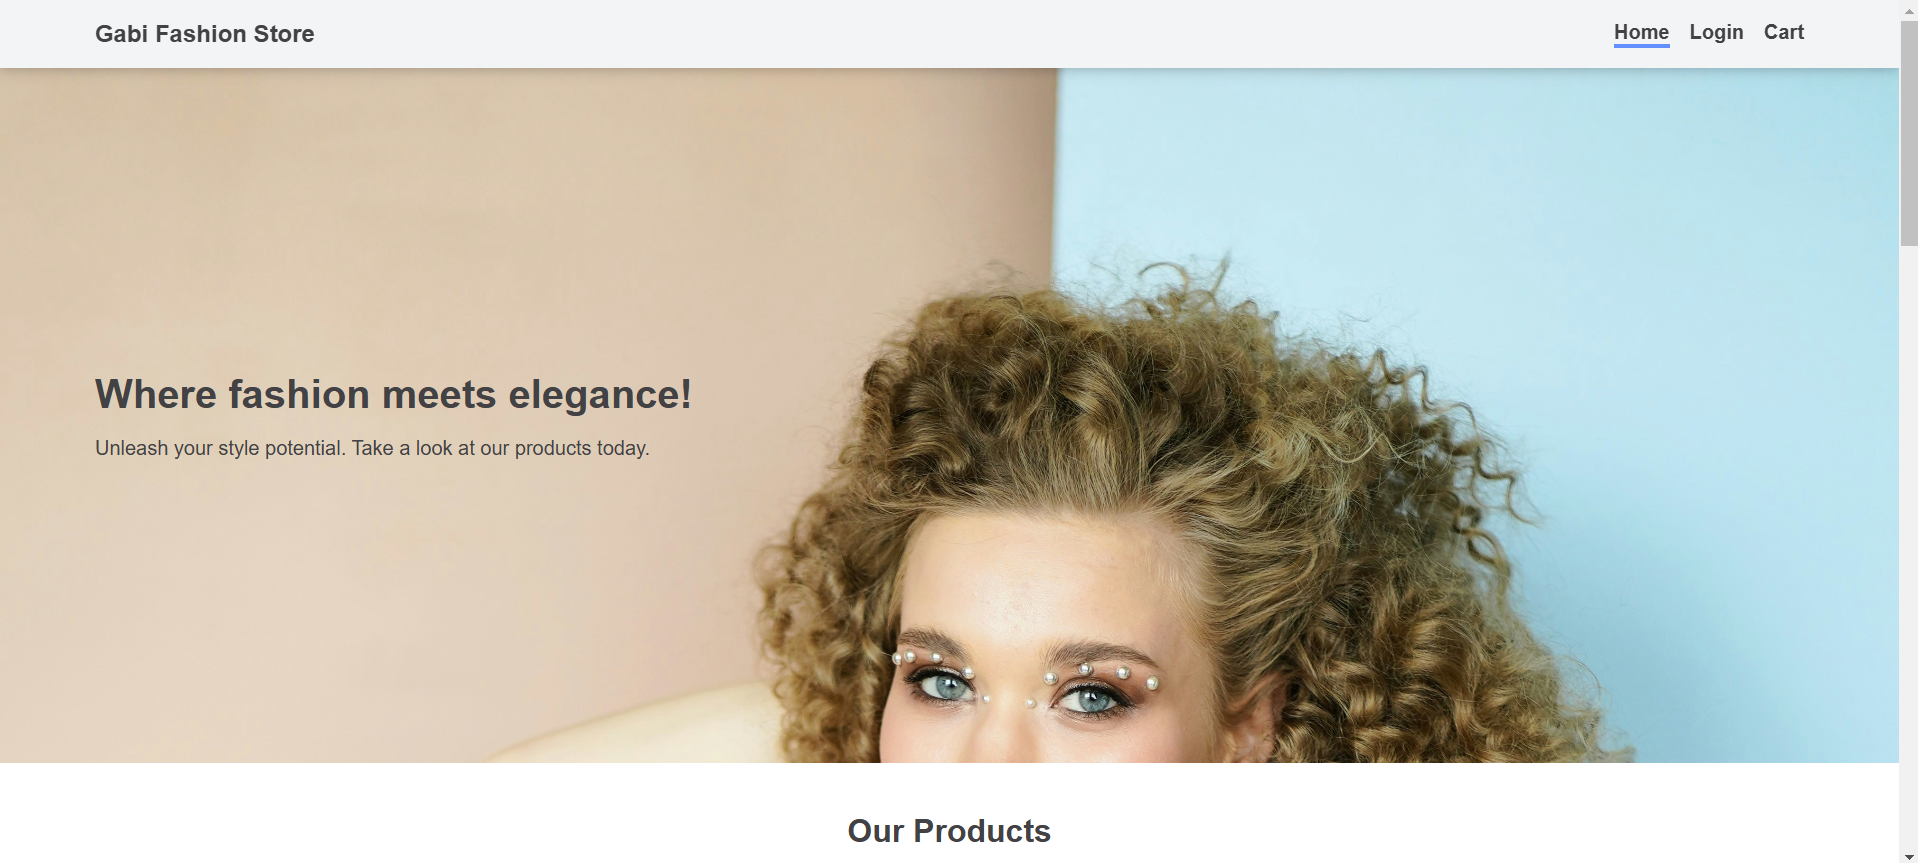 Gabi Fashion Store
Home Login Cart
Where fashion meets elegance!
Unleash your style potential. Take a look at our products today.
Our Products